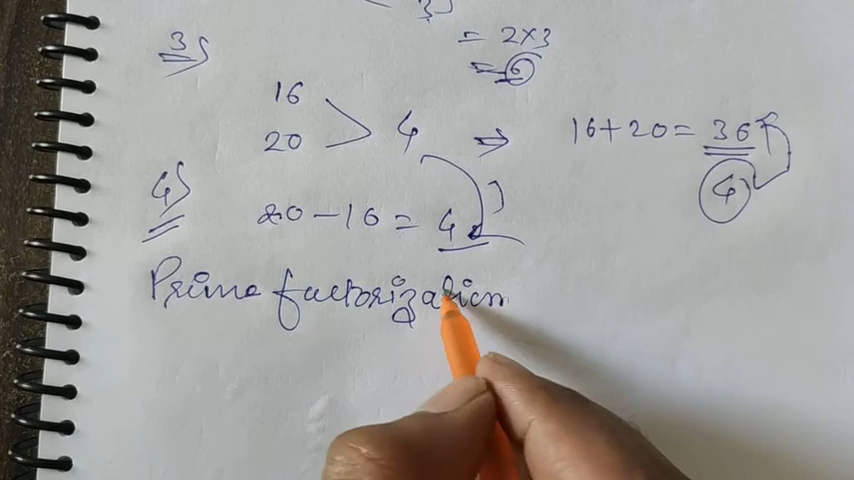 3)
= 2×3
= 6
16
20 > 4 ⇒ 16+20 = 36
4
4)
20 - 16 = 4
Prime factorization